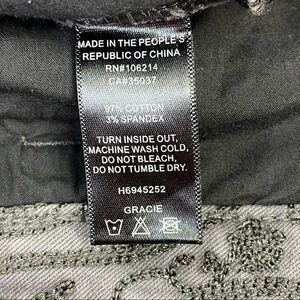 MADE IN THE PEOPLE'S
REPUBLIC OF CHINA
RN#106214
CA#35037
97% COTTON
3% SPANDEX
TURN INSIDE OUT,
MACHINE WASH COLD,
DO NOT BLEACH,
DO NOT TUMBLE DRY.
H6945252
GRACIE